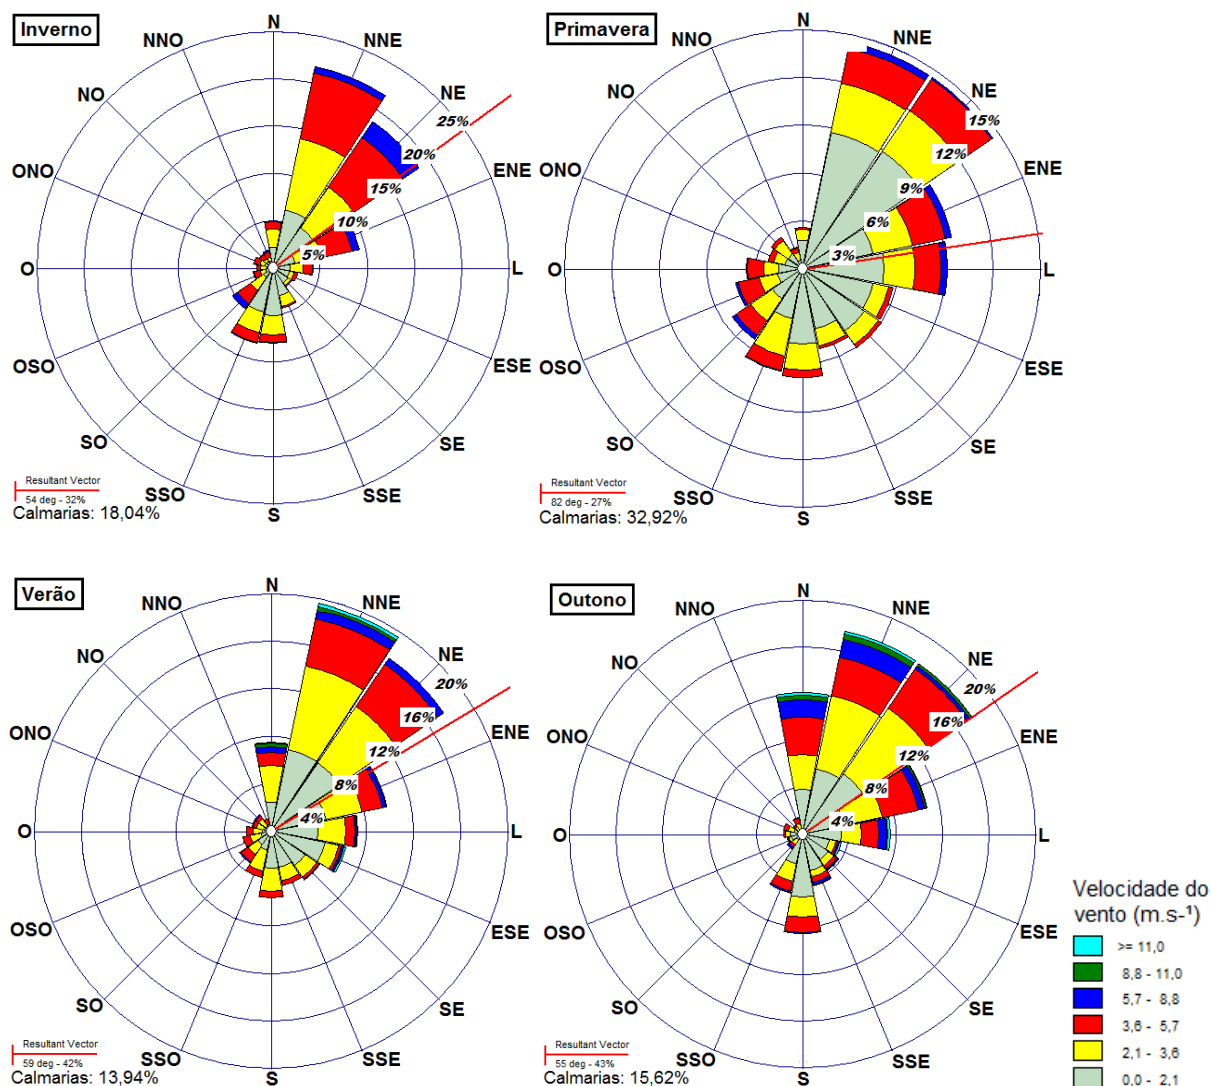 Inverno
N
NNE
NE
ENE
L
ESE
SE
SSE
S
SSO
SO
OSO
O
ONO
NO
NNO
25%
20%
15%
10%
5%
Resultant Vector
54 deg - 32%
Calmarias: 18,04%
Primavera
N
NNE
NE
ENE
L
ESE
SE
SSE
S
SSO
SO
OSO
O
ONO
NO
NNO
15%
12%
9%
6%
3%
Resultant Vector
82 deg - 27%
Calmarias: 32,92%
Verão
N
NNE
NE
ENE
L
ESE
SE
SSE
S
SSO
SO
OSO
O
ONO
NO
NNO
20%
16%
12%
8%
4%
Resultant Vector
59 deg - 42%
Calmarias: 13,94%
Outono
N
NNE
NE
ENE
L
ESE
SE
SSE
S
SSO
SO
OSO
O
ONO
NO
NNO
20%
16%
12%
8%
4%
Resultant Vector
55 deg - 43%
Calmarias: 15,62%
Velocidade do
vento (m.s-¹)
>= 11,0
8,8 - 11,0
5,7 - 8,8
3,6 - 5,7
2,1 - 3,6
0,0 - 2,1